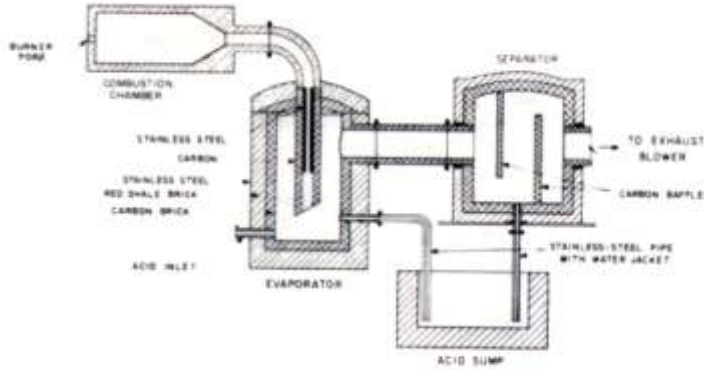 BURNER
PORT
COMBUSTION
CHAMBER
SEPARATOR
STAINLESS STEEL
CARBON
STAINLESS STEEL
RED SHALE BRICK
CARBON BRICK
ACID INLET
EVAPORATOR
TO EXHAUST
BLOWER
CARBON BAFFLE
STAINLESS-STEEL PIPE
WITH WATER JACKET
ACID SUMP